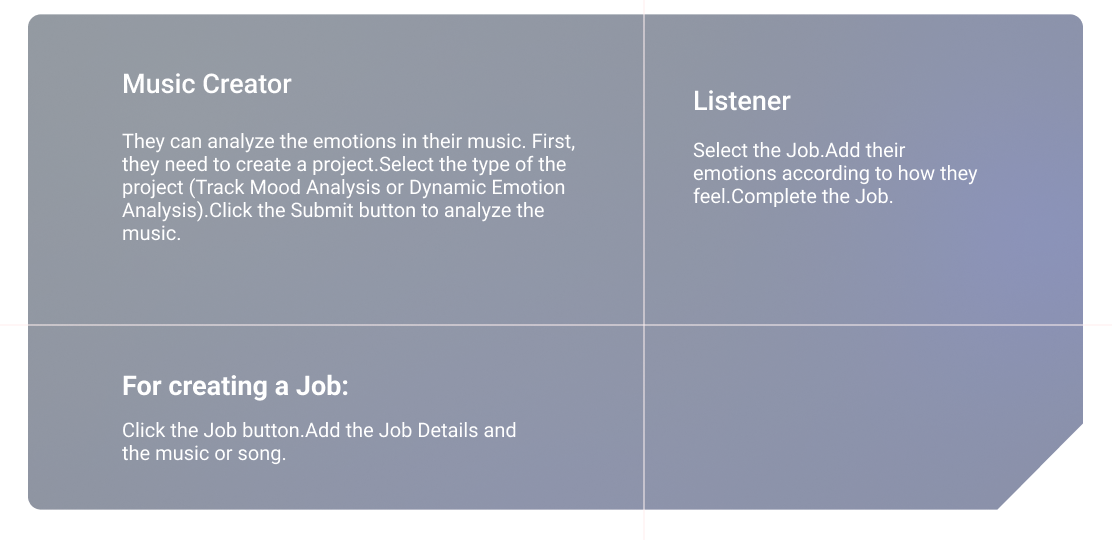 Music Creator
They can analyze the emotions in their music. First,
they need to create a project.Select the type of the
project (Track Mood Analysis or Dynamic Emotion
Analysis).Click the Submit button to analyze the
music.
Listener
Select the Job.Add their
emotions according to how they
feel.Complete the Job.
For creating a Job:
Click the Job button.Add the Job Details and
the music or song.